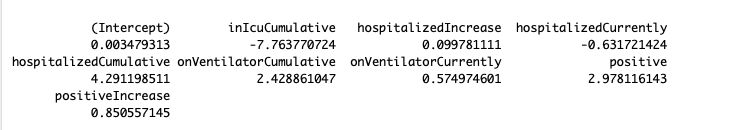 (Intercept) inIcuCumulative hospitalizedIncrease hospitalizedCurrently
0.003479313 -7.763770724 0.099781111 -0.631721424
hospitalizedCumulative onVentilatorCumulative onVentilatorCurrently positive
4.291198511 2.428861047 0.574974601 2.978116143
positiveIncrease
0.850557145